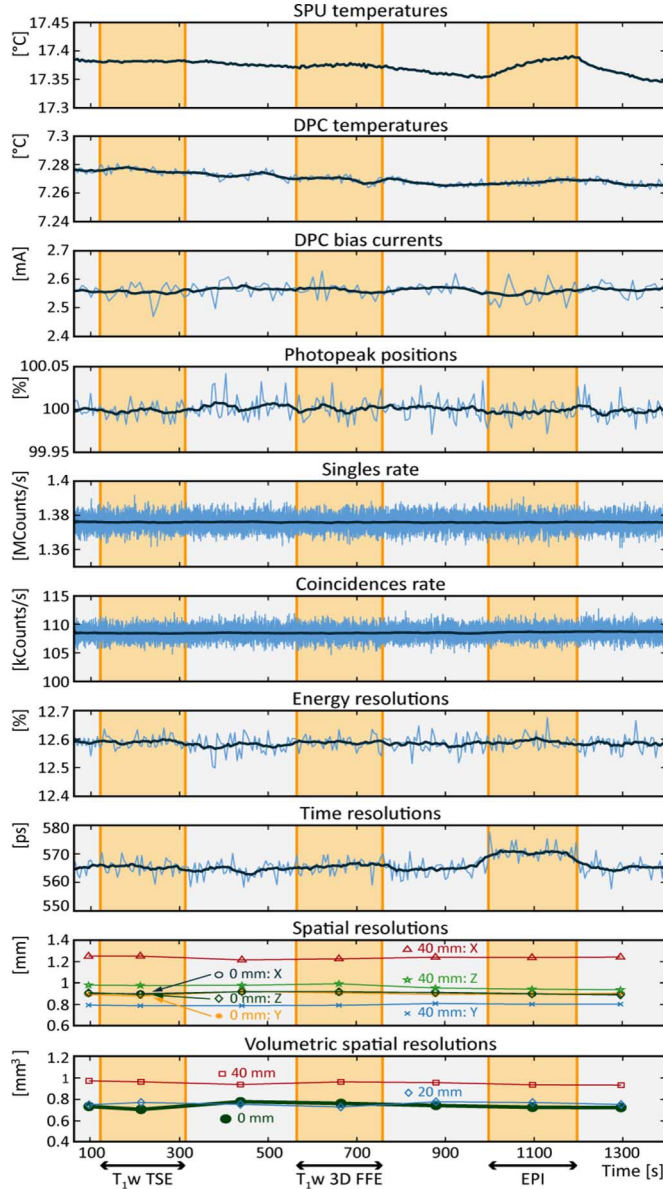 SPU temperatures
[°C]
17.45
17.4
17.35
17.3
DPC temperatures
[°C]
7.3
7.28
7.26
7.24
DPC bias currents
[mA]
2.7
2.6
2.5
2.4
Photopeak positions
[%]
100.05
100
99.95
Singles rate
[MCounts/s]
1.4
1.38
1.36
Coincidences rate
[kCounts/s]
115
110
105
100
Energy resolutions
[%]
12.7
12.6
12.5
12.4
Time resolutions
[ps]
580
570
560
550
Spatial resolutions
[mm]
1.4
1.2
1
0.8
0.6
40 mm: X
0 mm: X
40 mm: Z
0 mm: Z
0 mm: Y
40 mm: Y
Volumetric spatial resolutions
[mm³]
1.2
1
0.8
0.6
0.4
40 mm
20 mm
0 mm
100 300 500 700 900 1100 1300 Time [s]
T₁w TSE T₁w 3D FFE EPI